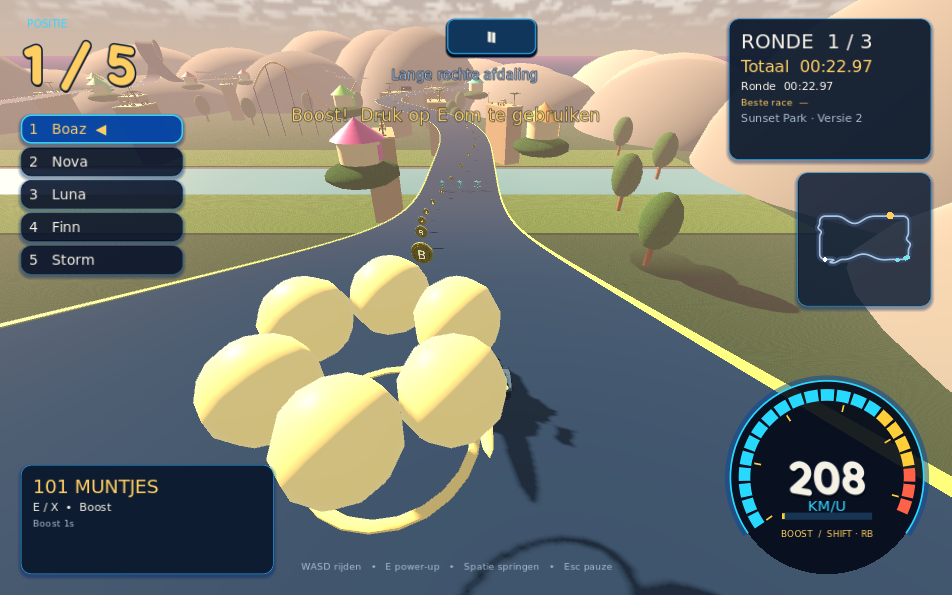 POSITIE
1/5
1 Boaz ◀
2 Nova
3 Luna
4 Finn
5 Storm
Lange rechte afdaling
Boost! Druk op E om te gebruiken
RONDE 1 / 3
Totaal 00:22.97
Ronde 00:22.97
Beste race —
Sunset Park · Versie 2
B
101 MUNTJES
E / X • Boost
Boost 1s
208
KM/U
BOOST / SHIFT · RB
WASD rijden • E power-up • Spatie springen • Esc pauze